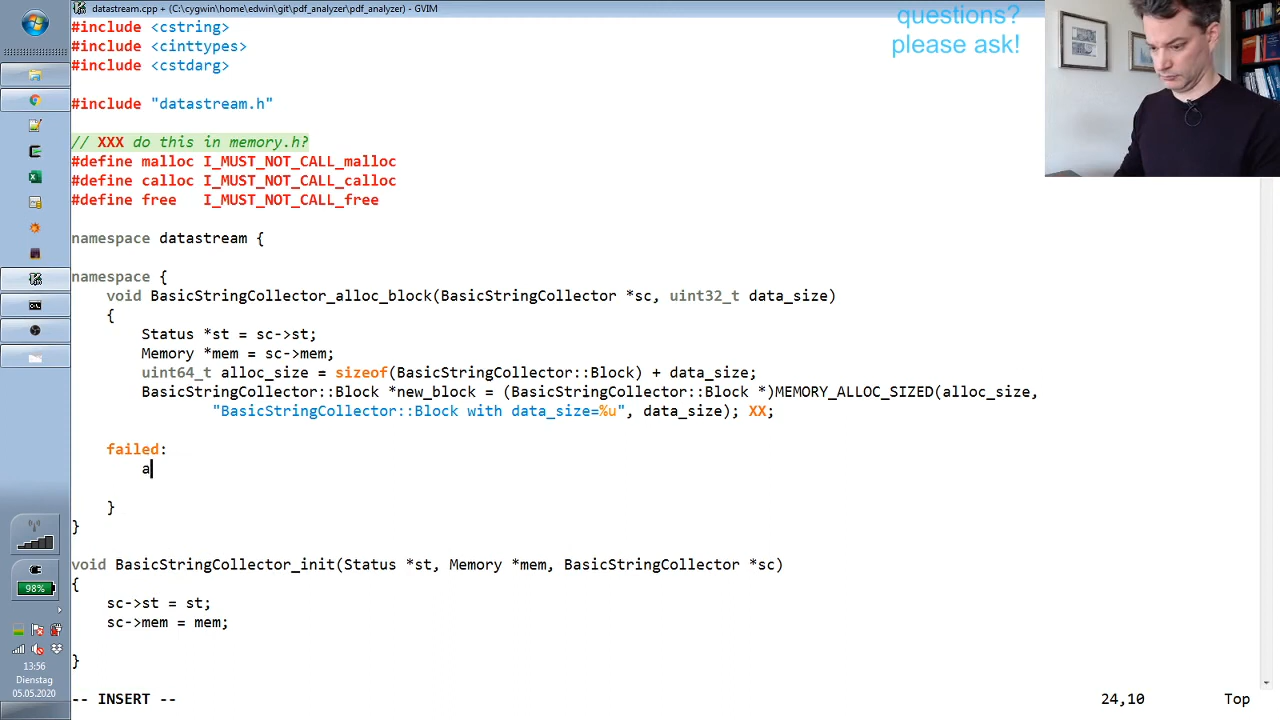 datastream.cpp + (C:\cygwin\home\edwin\git\pdf_analyzer\pdf_analyzer) - GVIM
questions?
please ask!
#include <cstring>
#include <cinttypes>
#include <cstdarg>
#include "datastream.h"
// XXX do this in memory.h?
#define malloc I_MUST_NOT_CALL_malloc
#define calloc I_MUST_NOT_CALL_calloc
#define free   I_MUST_NOT_CALL_free
namespace datastream {
namespace {
void BasicStringCollector_alloc_block(BasicStringCollector *sc, uint32_t data_size)
{
Status *st = sc->st;
Memory *mem = sc->mem;
uint64_t alloc_size = sizeof(BasicStringCollector::Block) + data_size;
BasicStringCollector::Block *new_block = (BasicStringCollector::Block *)MEMORY_ALLOC_SIZED(alloc_size,
"BasicStringCollector::Block with data_size=%u", data_size); XX;
failed:
a
}
}
void BasicStringCollector_init(Status *st, Memory *mem, BasicStringCollector *sc)
{
sc->st = st;
sc->mem = mem;
}
-- INSERT --
24,10
Top
98%
13:56
Dienstag
05.05.2020